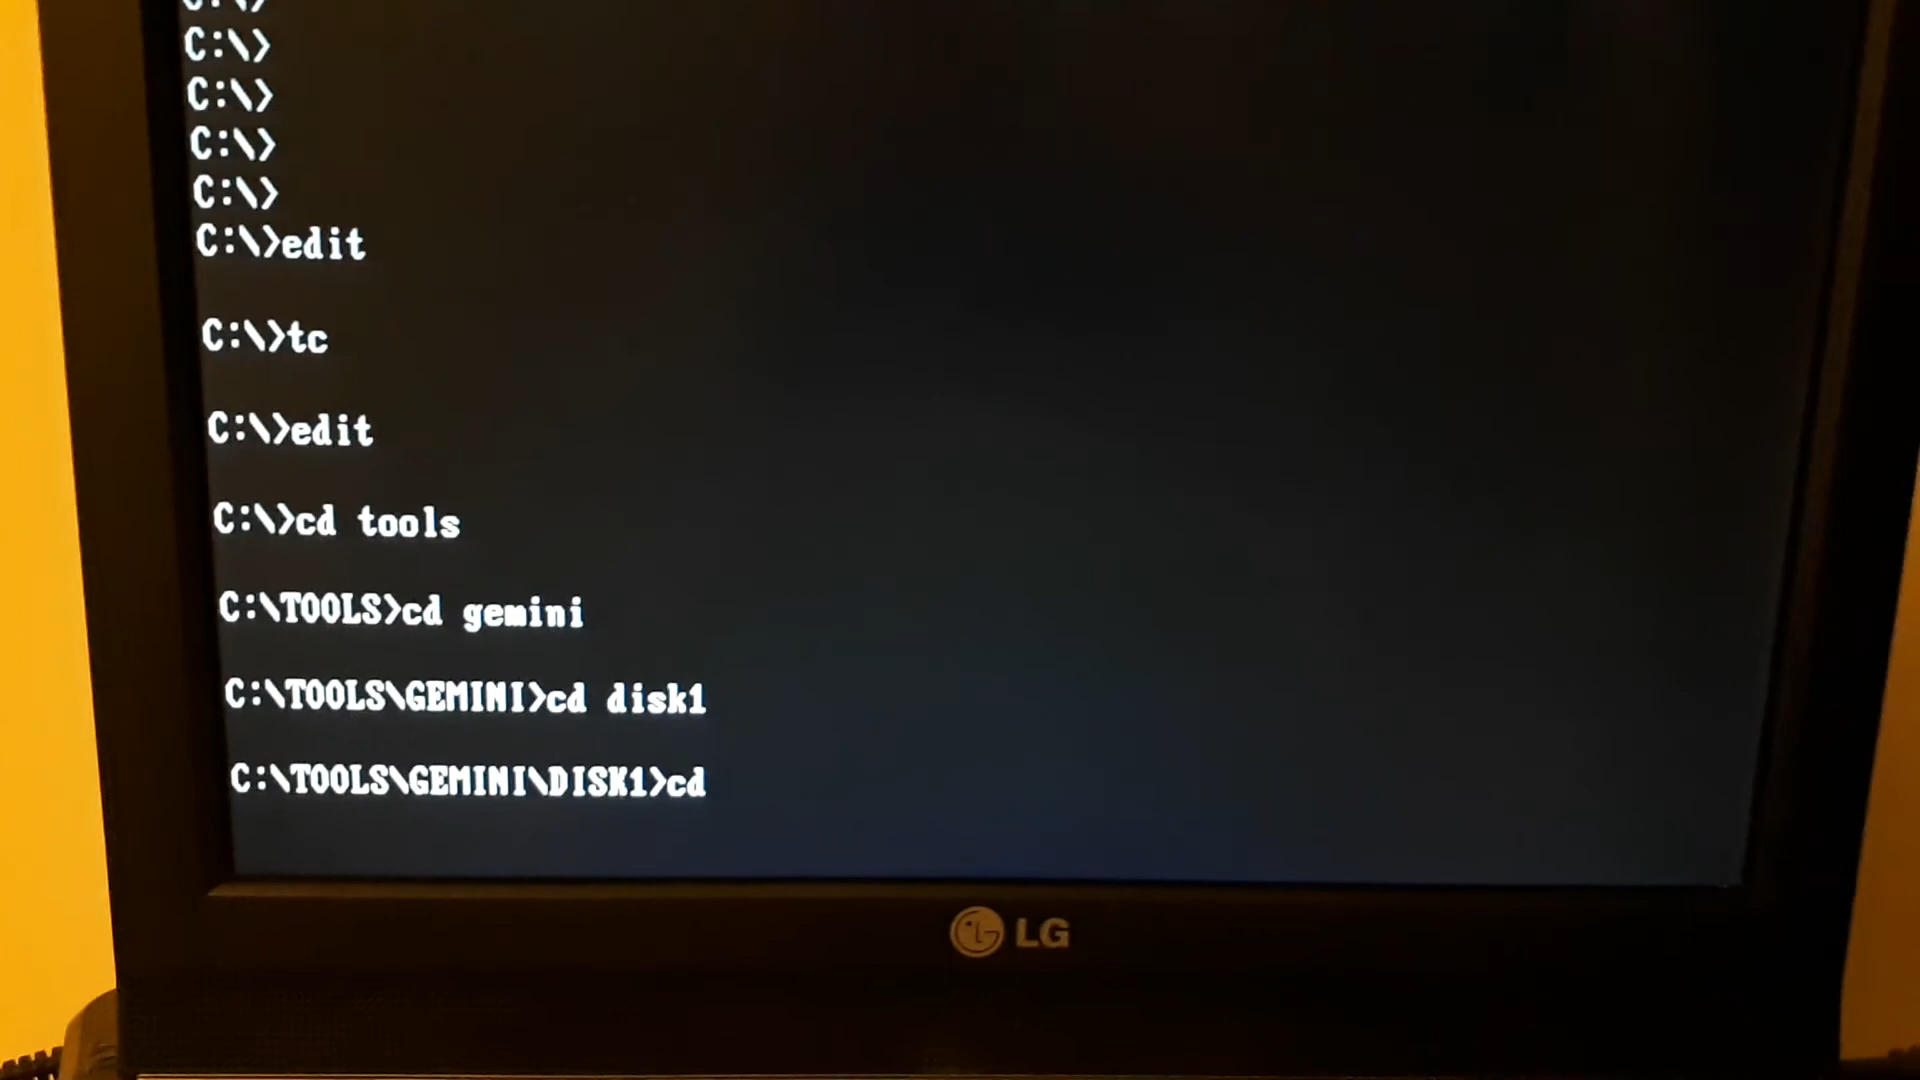 C:\>
C:\>
C:\>
C:\>
C:\>
C:\>edit
C:\>tc
C:\>edit
C:\>cd tools
C:\TOOLS>cd gemini
C:\TOOLS\GEMINI>cd disk1
C:\TOOLS\GEMINI\DISK1>cd
LG